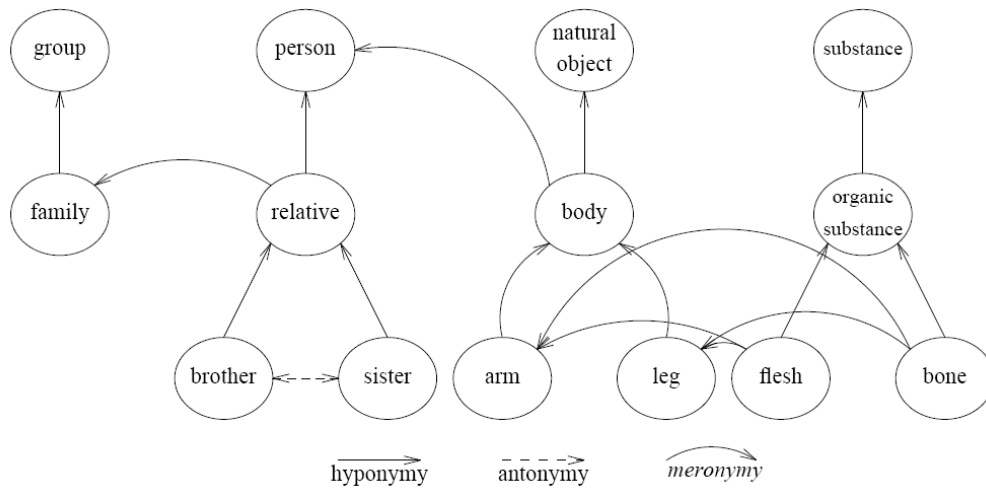 group
person
natural
object
substance
family
relative
body
organic
substance
brother
sister
arm
leg
flesh
bone
hyponymy
antonymy
meronymy